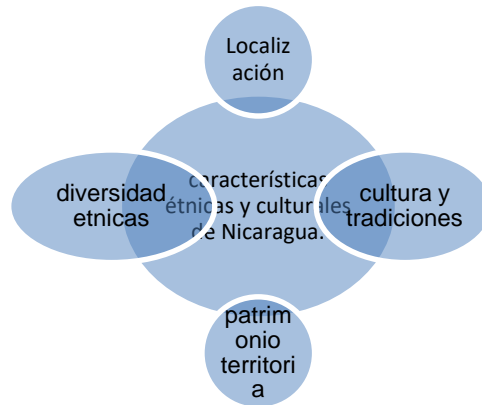 Localiz
ación
diversidad
etnicas
características
étnicas y culturales
de Nicaragua.
cultura y
tradiciones
patrim
onio
territori
a